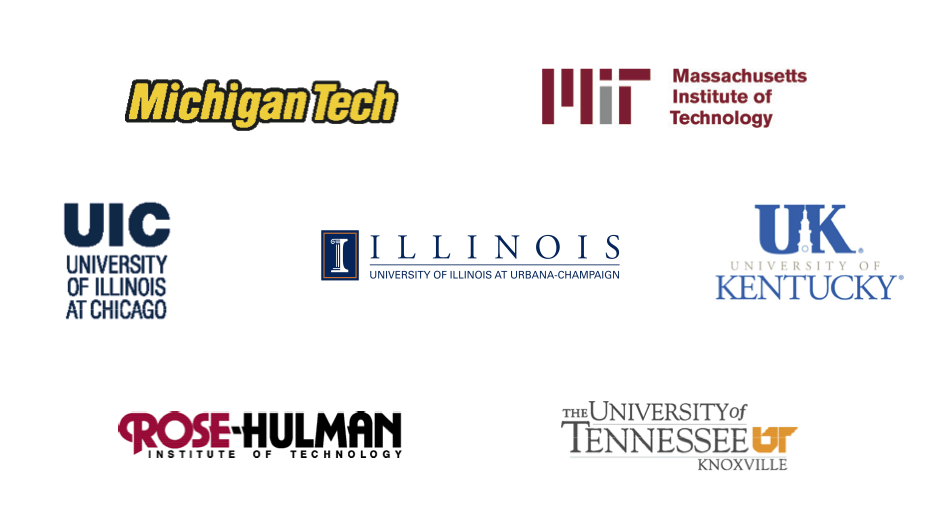 Michigan Tech
MIT
Massachusetts
Institute of
Technology
UIC
UNIVERSITY
OF ILLINOIS
AT CHICAGO
I ILLINOIS
UNIVERSITY OF ILLINOIS AT URBANA-CHAMPAIGN
UK®
UNIVERSITY OF
KENTUCKY®
ROSE-HULMAN
INSTITUTE OF TECHNOLOGY
THE UNIVERSITY of
TENNESSEE UT
KNOXVILLE